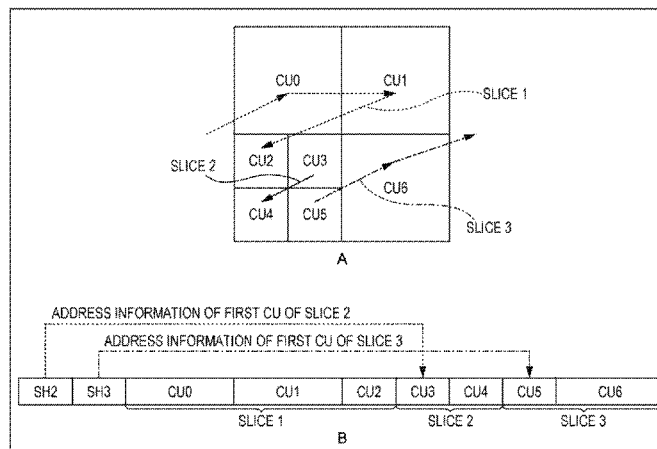 CU0
CU1
SLICE 1
SLICE 2
CU2
CU3
CU4
CU5
CU6
SLICE 3
A
ADDRESS INFORMATION OF FIRST CU OF SLICE 2
ADDRESS INFORMATION OF FIRST CU OF SLICE 3
SH2 SH3 CU0 CU1 CU2 CU3 CU4 CU5 CU6
SLICE 1 SLICE 2 SLICE 3
B